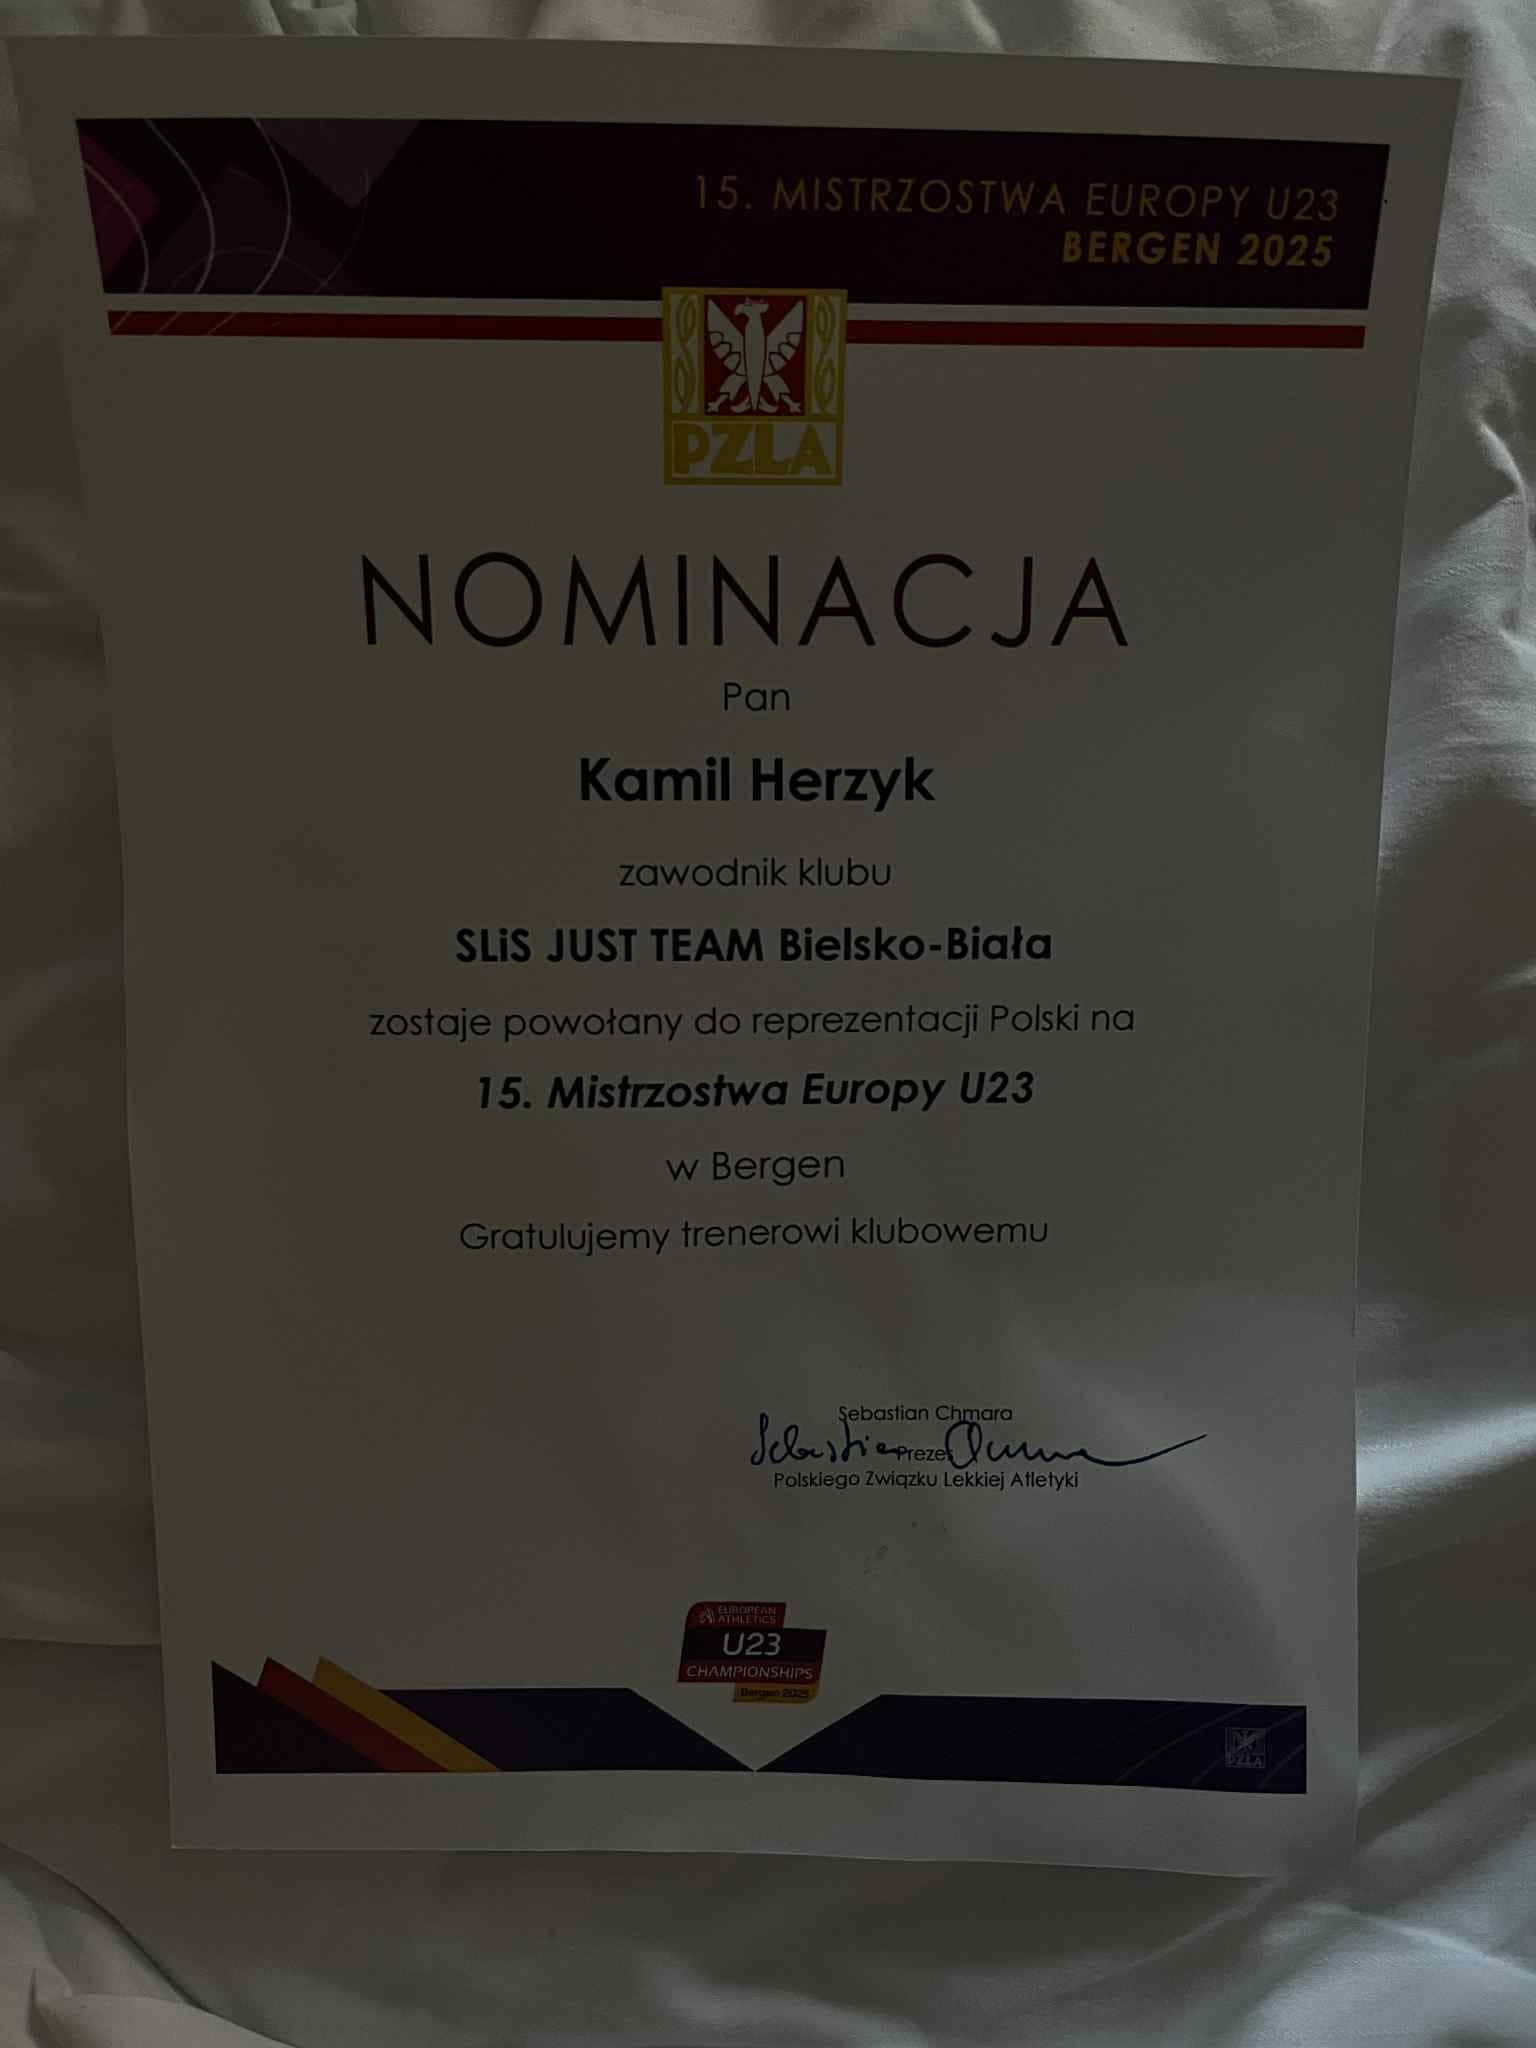 15. MISTRZOSTWA EUROPY U23
BERGEN 2025
PZLA
NOMINACJA
Pan
Kamil Herzyk
zawodnik klubu
SLiS JUST TEAM Bielsko-Biała
zostaje powołany do reprezentacji Polski na
15. Mistrzostwa Europy U23
w Bergen
Gratulujemy trenerowi klubowemu
Sebastian Chmara
Sebastian Chmara
Prezes
Polskiego Związku Lekkiej Atletyki
EUROPEAN
ATHLETICS
U23
CHAMPIONSHIPS
Bergen 2025
PZLA